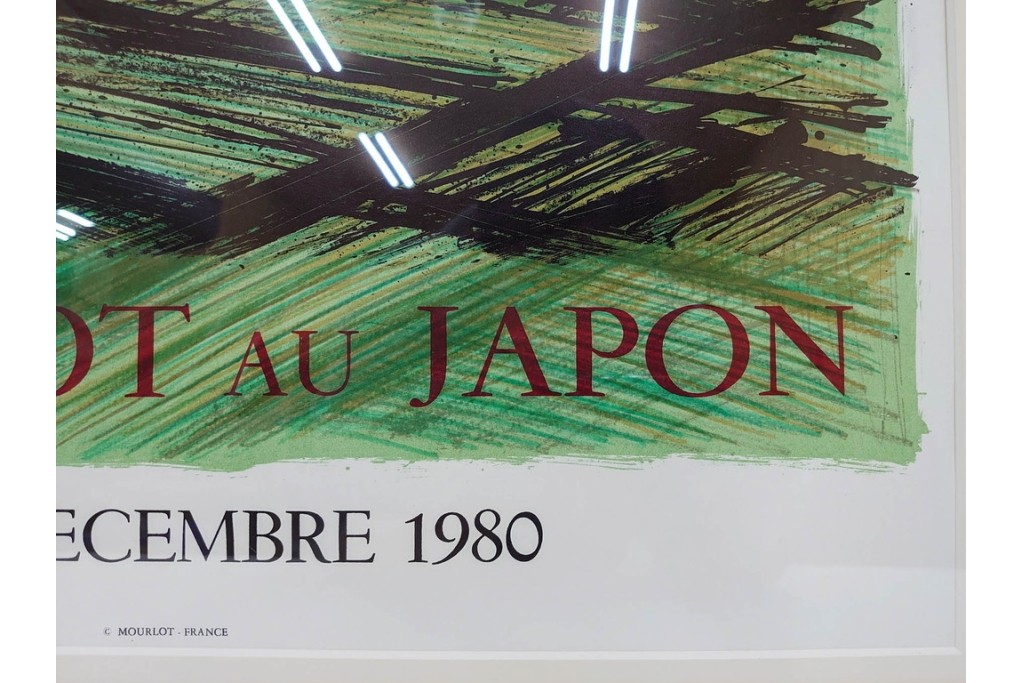 OT AU JAPON
ECEMBRE 1980
© MOURLOT - FRANCE